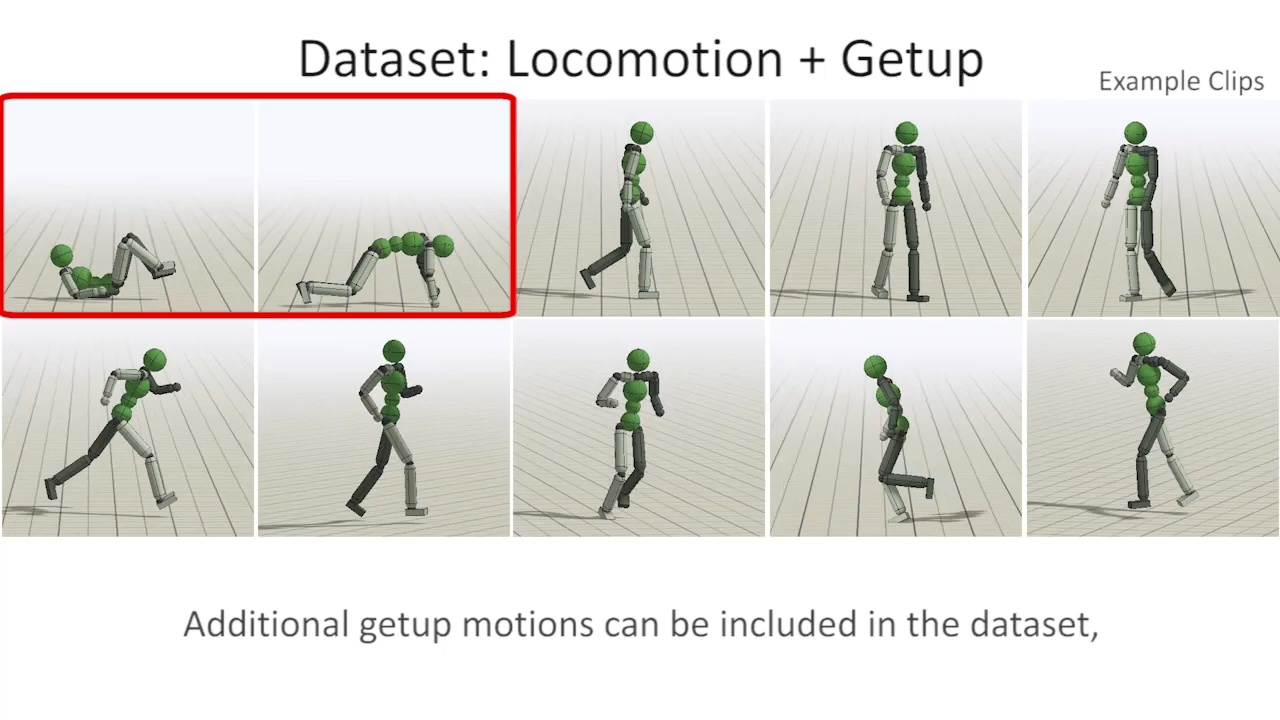 Dataset: Locomotion + Getup
Example Clips
Additional getup motions can be included in the dataset,